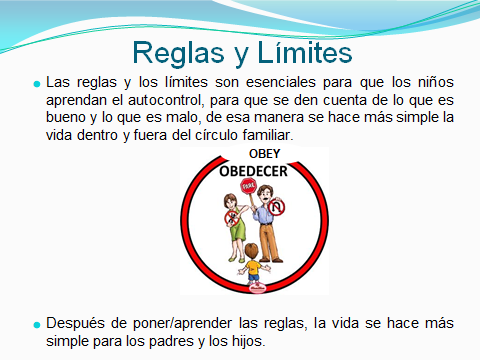 Reglas y Límites
Las reglas y los límites son esenciales para que los niños
aprendan el autocontrol, para que se den cuenta de lo que es
bueno y lo que es malo, de esa manera se hace más simple la
vida dentro y fuera del círculo familiar.
OBEY
OBEDECER
PARE
Después de poner/aprender las reglas, la vida se hace más
simple para los padres y los hijos.